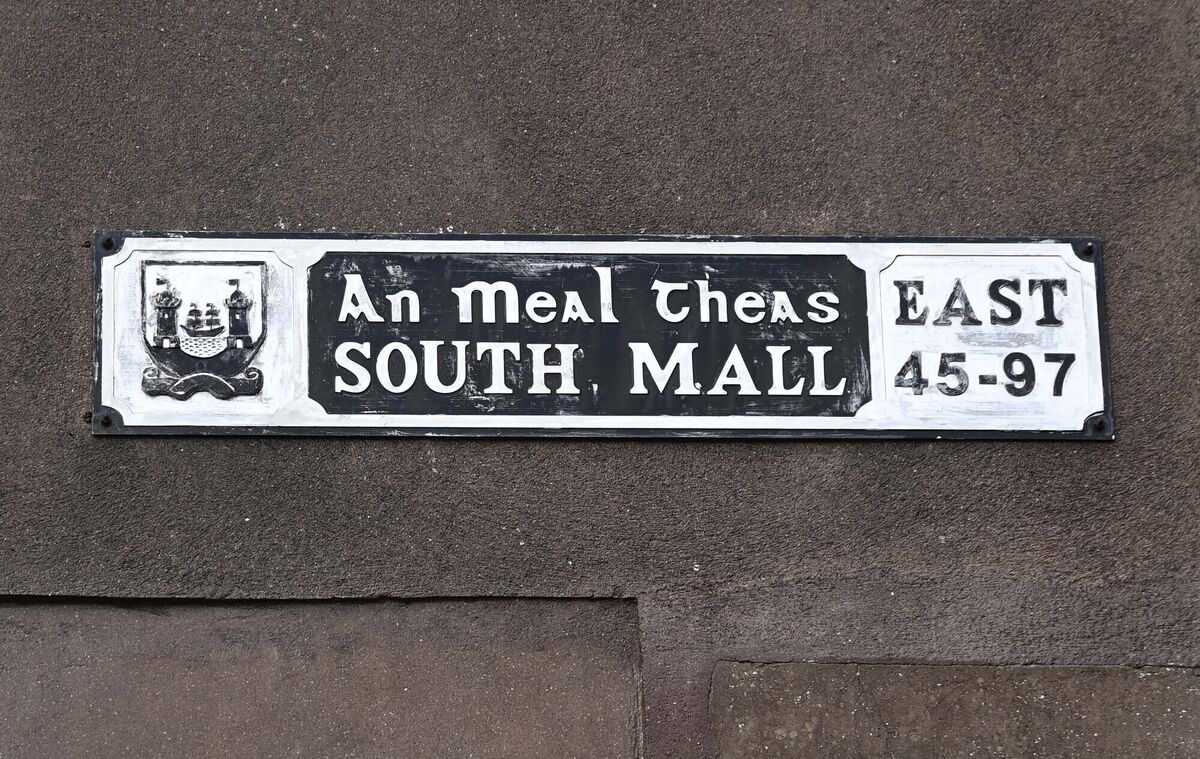 An Meal Theas
SOUTH MALL
EAST
45-97